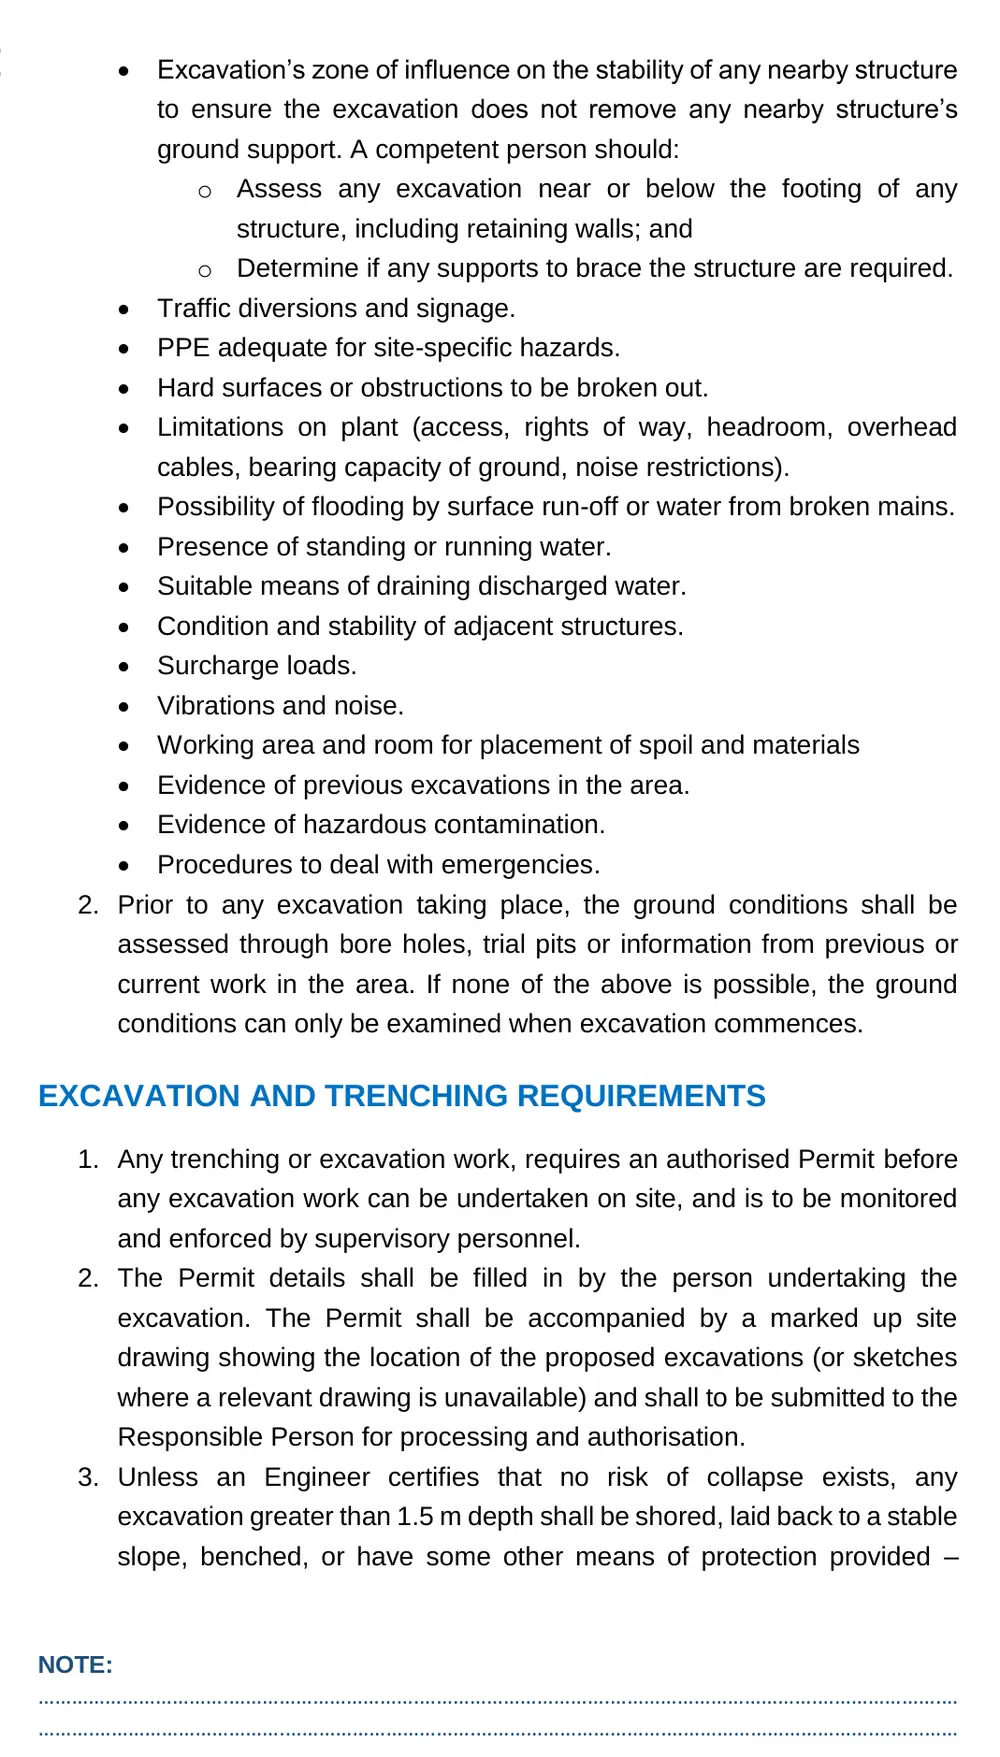 • Excavation’s zone of influence on the stability of any nearby structure
to ensure the excavation does not remove any nearby structure’s
ground support. A competent person should:
o Assess any excavation near or below the footing of any
structure, including retaining walls; and
o Determine if any supports to brace the structure are required.
• Traffic diversions and signage.
• PPE adequate for site-specific hazards.
• Hard surfaces or obstructions to be broken out.
• Limitations on plant (access, rights of way, headroom, overhead
cables, bearing capacity of ground, noise restrictions).
• Possibility of flooding by surface run-off or water from broken mains.
• Presence of standing or running water.
• Suitable means of draining discharged water.
• Condition and stability of adjacent structures.
• Surcharge loads.
• Vibrations and noise.
• Working area and room for placement of spoil and materials
• Evidence of previous excavations in the area.
• Evidence of hazardous contamination.
• Procedures to deal with emergencies.
2. Prior to any excavation taking place, the ground conditions shall be
assessed through bore holes, trial pits or information from previous or
current work in the area. If none of the above is possible, the ground
conditions can only be examined when excavation commences.
EXCAVATION AND TRENCHING REQUIREMENTS
1. Any trenching or excavation work, requires an authorised Permit before
any excavation work can be undertaken on site, and is to be monitored
and enforced by supervisory personnel.
2. The Permit details shall be filled in by the person undertaking the
excavation. The Permit shall be accompanied by a marked up site
drawing showing the location of the proposed excavations (or sketches
where a relevant drawing is unavailable) and shall to be submitted to the
Responsible Person for processing and authorisation.
3. Unless an Engineer certifies that no risk of collapse exists, any
excavation greater than 1.5 m depth shall be shored, laid back to a stable
slope, benched, or have some other means of protection provided –
NOTE: